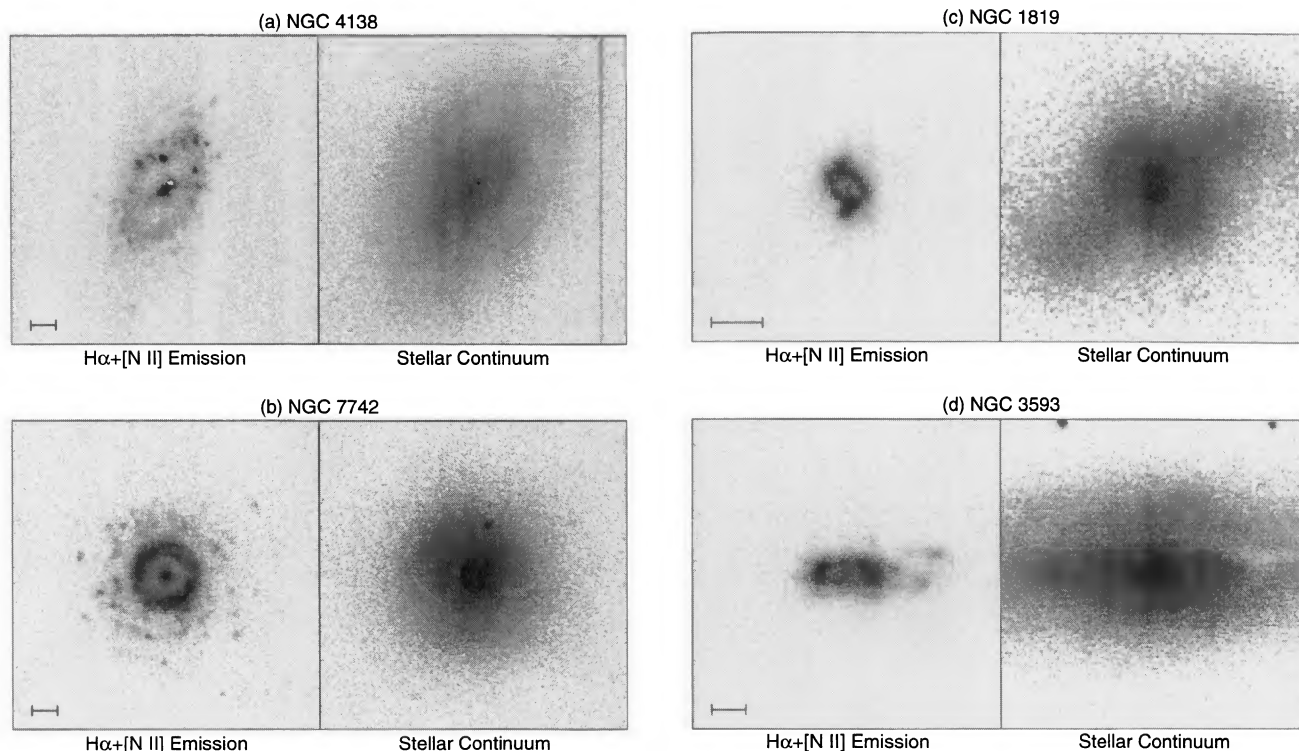 (a) NGC 4138
Hα+[N II] Emission
Stellar Continuum
(b) NGC 7742
Hα+[N II] Emission
Stellar Continuum
(c) NGC 1819
Hα+[N II] Emission
Stellar Continuum
(d) NGC 3593
Hα+[N II] Emission
Stellar Continuum